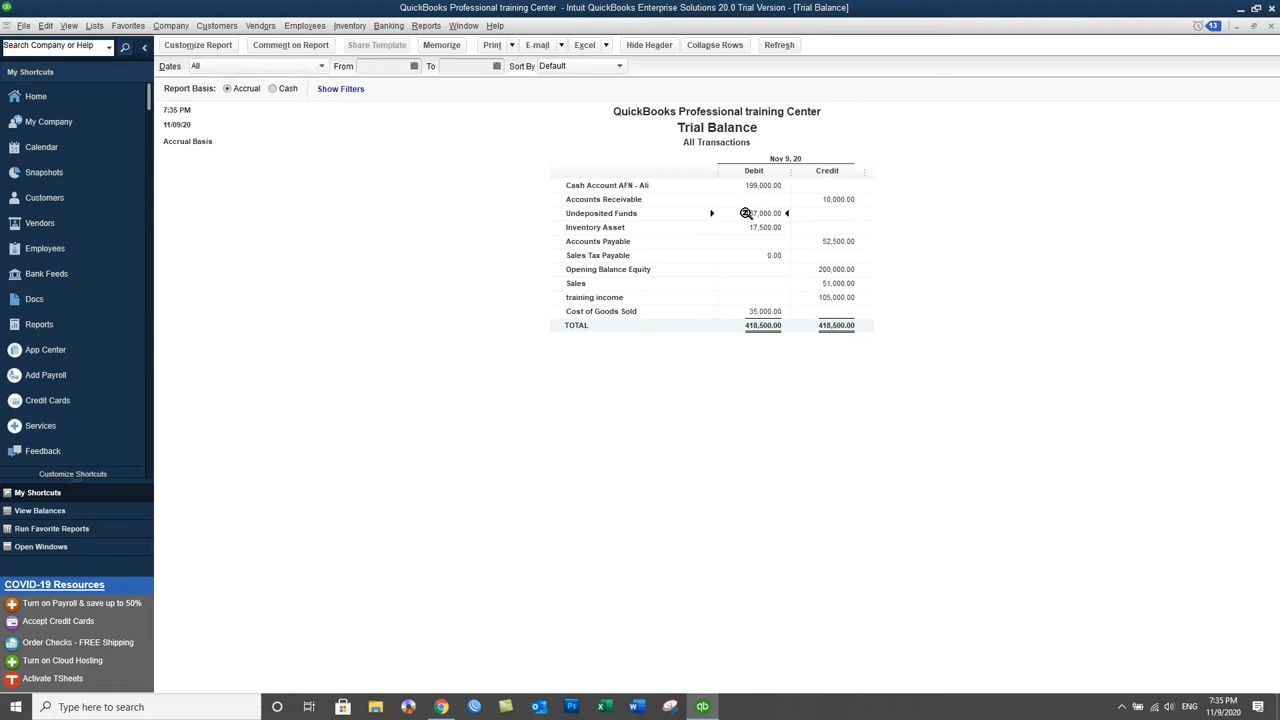 QuickBooks Professional training Center - Intuit QuickBooks Enterprise Solutions 20.0 Trial Version - [Trial Balance]
File Edit View Lists Favorites Company Customers Vendors Employees Inventory Banking Reports Window Help 13
Search Company or Help
Customize Report Comment on Report Share Template Memorize Print E-mail Excel Hide Header Collapse Rows Refresh
Dates All From To Sort By Default
Report Basis: Accrual Cash Show Filters
My Shortcuts
Home
My Company
Calendar
Snapshots
Customers
Vendors
Employees
Bank Feeds
Docs
Reports
App Center
Add Payroll
Credit Cards
Services
Feedback
Customize Shortcuts
My Shortcuts
View Balances
Run Favorite Reports
Open Windows
COVID-19 Resources
Turn on Payroll & save up to 50%
Accept Credit Cards
Order Checks - FREE Shipping
Turn on Cloud Hosting
Activate TSheets
7:35 PM
11/09/20
Accrual Basis
QuickBooks Professional training Center
Trial Balance
All Transactions
Nov 9, 20
Debit Credit
Cash Account AFN - Ali 199,000.00
Accounts Receivable 10,000.00
Undeposited Funds
Inventory Asset 17,500.00
Accounts Payable 52,500.00
Sales Tax Payable 0.00
Opening Balance Equity 200,000.00
Sales 51,000.00
training income 105,000.00
Cost of Goods Sold 35,000.00
TOTAL 418,500.00 418,500.00
Type here to search
ENG
7:35 PM
11/9/2020